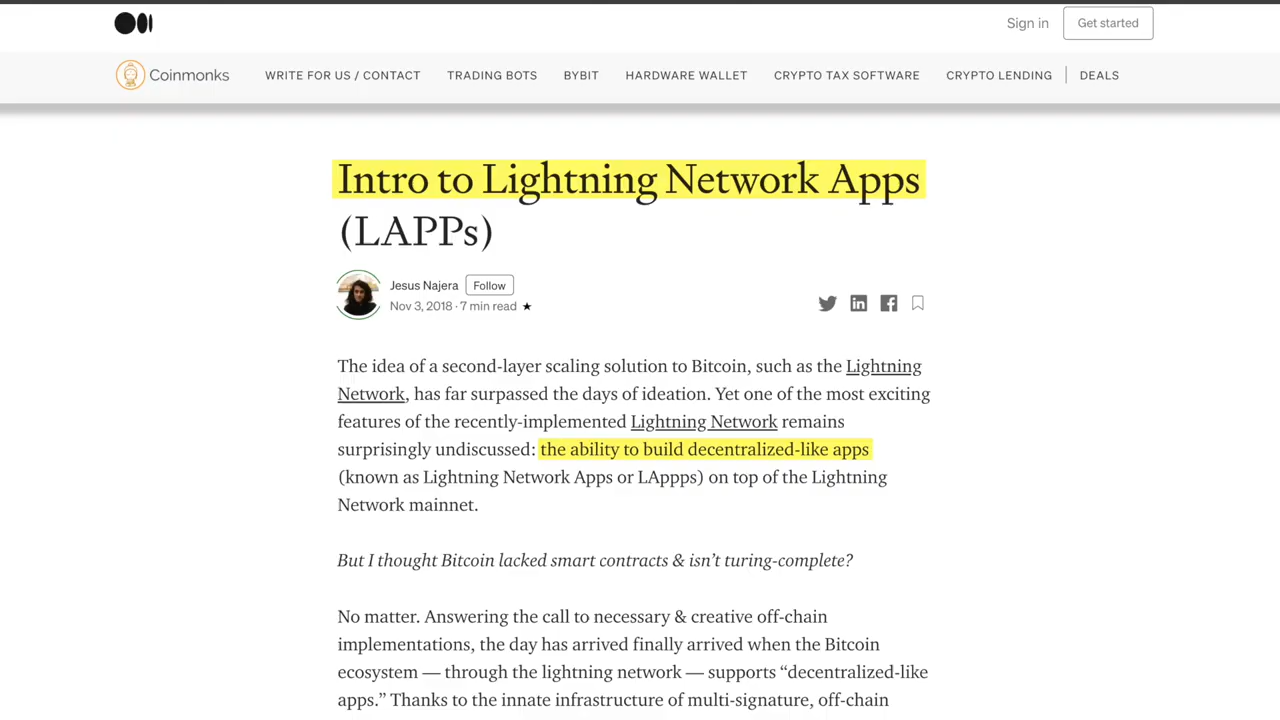 Sign in
Get started
Coinmonks WRITE FOR US / CONTACT TRADING BOTS BYBIT HARDWARE WALLET CRYPTO TAX SOFTWARE CRYPTO LENDING DEALS
Intro to Lightning Network Apps
(LAPPs)
Jesus Najera Follow
Nov 3, 2018 · 7 min read ★
The idea of a second-layer scaling solution to Bitcoin, such as the Lightning
Network, has far surpassed the days of ideation. Yet one of the most exciting
features of the recently-implemented Lightning Network remains
surprisingly undiscussed: the ability to build decentralized-like apps
(known as Lightning Network Apps or LAppps) on top of the Lightning
Network mainnet.
But I thought Bitcoin lacked smart contracts & isn’t turing-complete?
No matter. Answering the call to necessary & creative off-chain
implementations, the day has arrived finally arrived when the Bitcoin
ecosystem — through the lightning network — supports “decentralized-like
apps.” Thanks to the innate infrastructure of multi-signature, off-chain